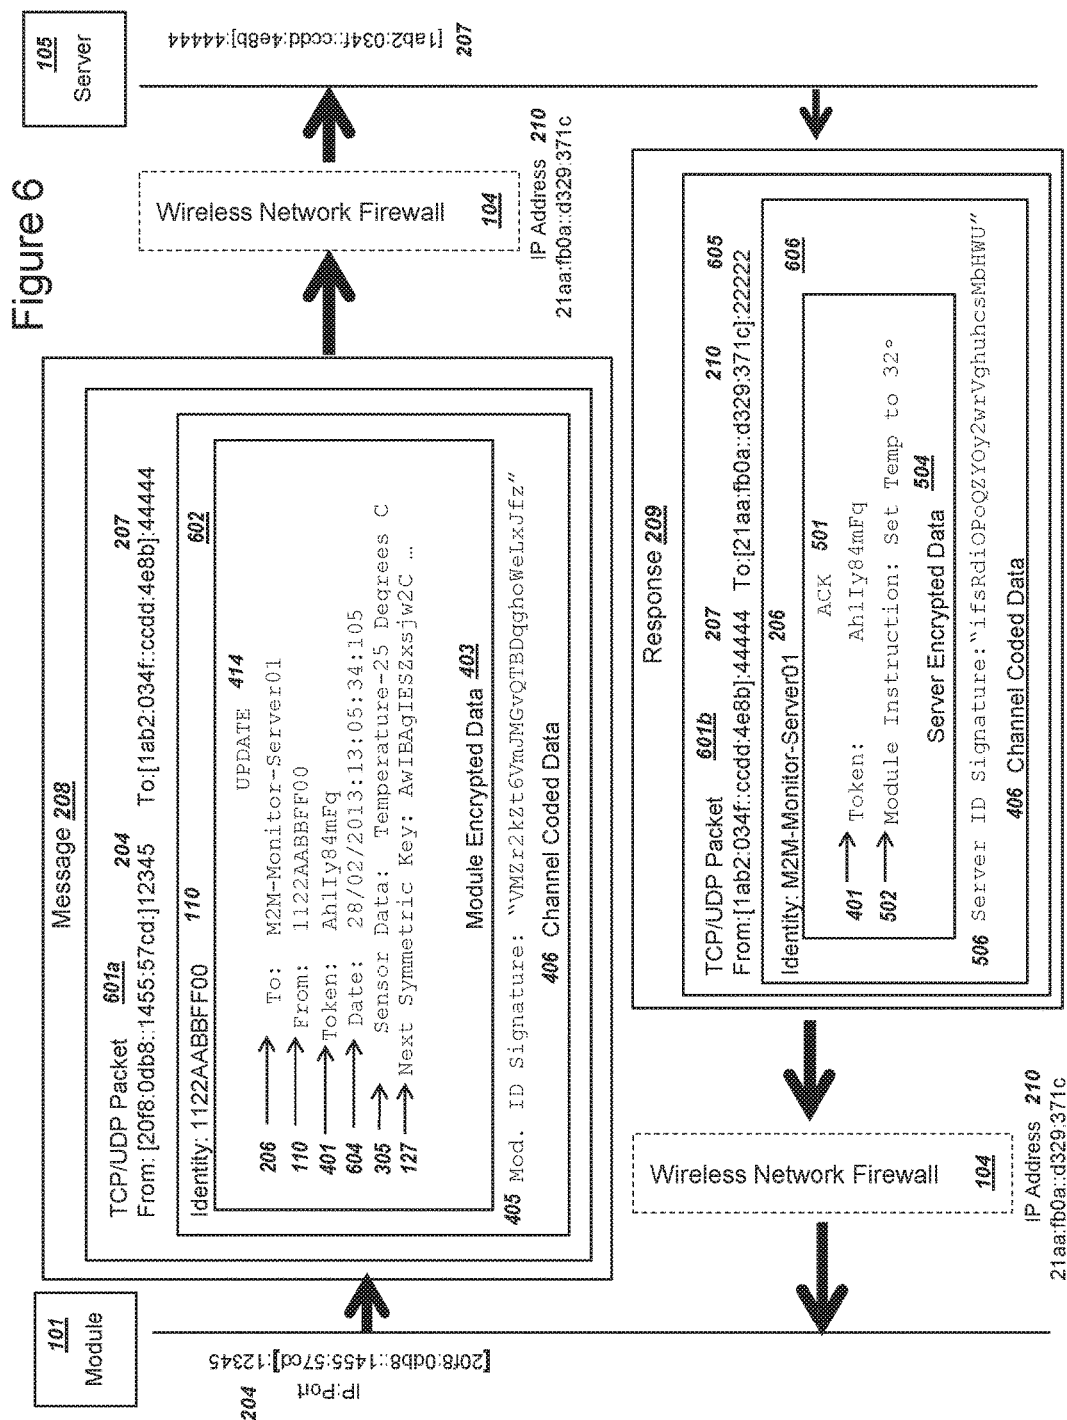 Figure 6
101
Module
105
Server
204
IP:Port
[20f8:0db8::1455:57cd]:12345
[1ab2:034f::ccdd:4e8b]:44444
207
Message 208
TCP/UDP Packet 601a 204 207
From: [20f8:0db8::1455:57cd:]12345 To:[1ab2:034f::ccdd:4e8b]:44444
Identity: 1122AABBFF00 110 602
UPDATE 414
206 To: M2M-Monitor-Server01
110 From: 1122AABBFF00
401 Token: Ah1Iy84mFq
604 Date: 28/02/2013:13:05:34:105
305 Sensor Data: Temperature-25 Degrees C
127 Next Symmetric Key: AwIBAgIESZxsjw2C …
Module Encrypted Data 403
405 Mod. ID Signature: "VMZr2kZt6VmJMGvQTBDqghoWeLxJfz"
406 Channel Coded Data
Wireless Network Firewall 104
IP Address 210
21aa:fb0a::d329:371c
Response 209
TCP/UDP Packet 601b 207 210 605
From:[1ab2:034f::ccdd:4e8b]:44444 To:[21aa:fb0a::d329:371c]:22222
Identity: M2M-Monitor-Server01 206 606
ACK 501
401 Token: Ah1Iy84mFq
502 Module Instruction: Set Temp to 32°
Server Encrypted Data 504
506 Server ID Signature:"ifsRdiOPoQZYOy2wrVghuhcsMbHWU"
406 Channel Coded Data
Wireless Network Firewall 104
IP Address 210
21aa:fb0a::d329:371c